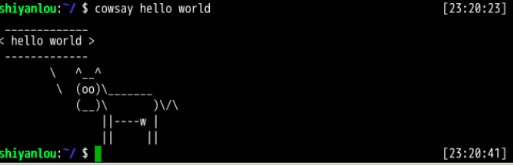 shiyanlou:~/ $ cowsay hello world [23:20:23]
 _____________
< hello world >
 -------------
        \   ^__^
         \  (oo)\_______
            (__)\       )\/\
                ||----w |
                ||     ||
shiyanlou:~/ $ [23:20:41]